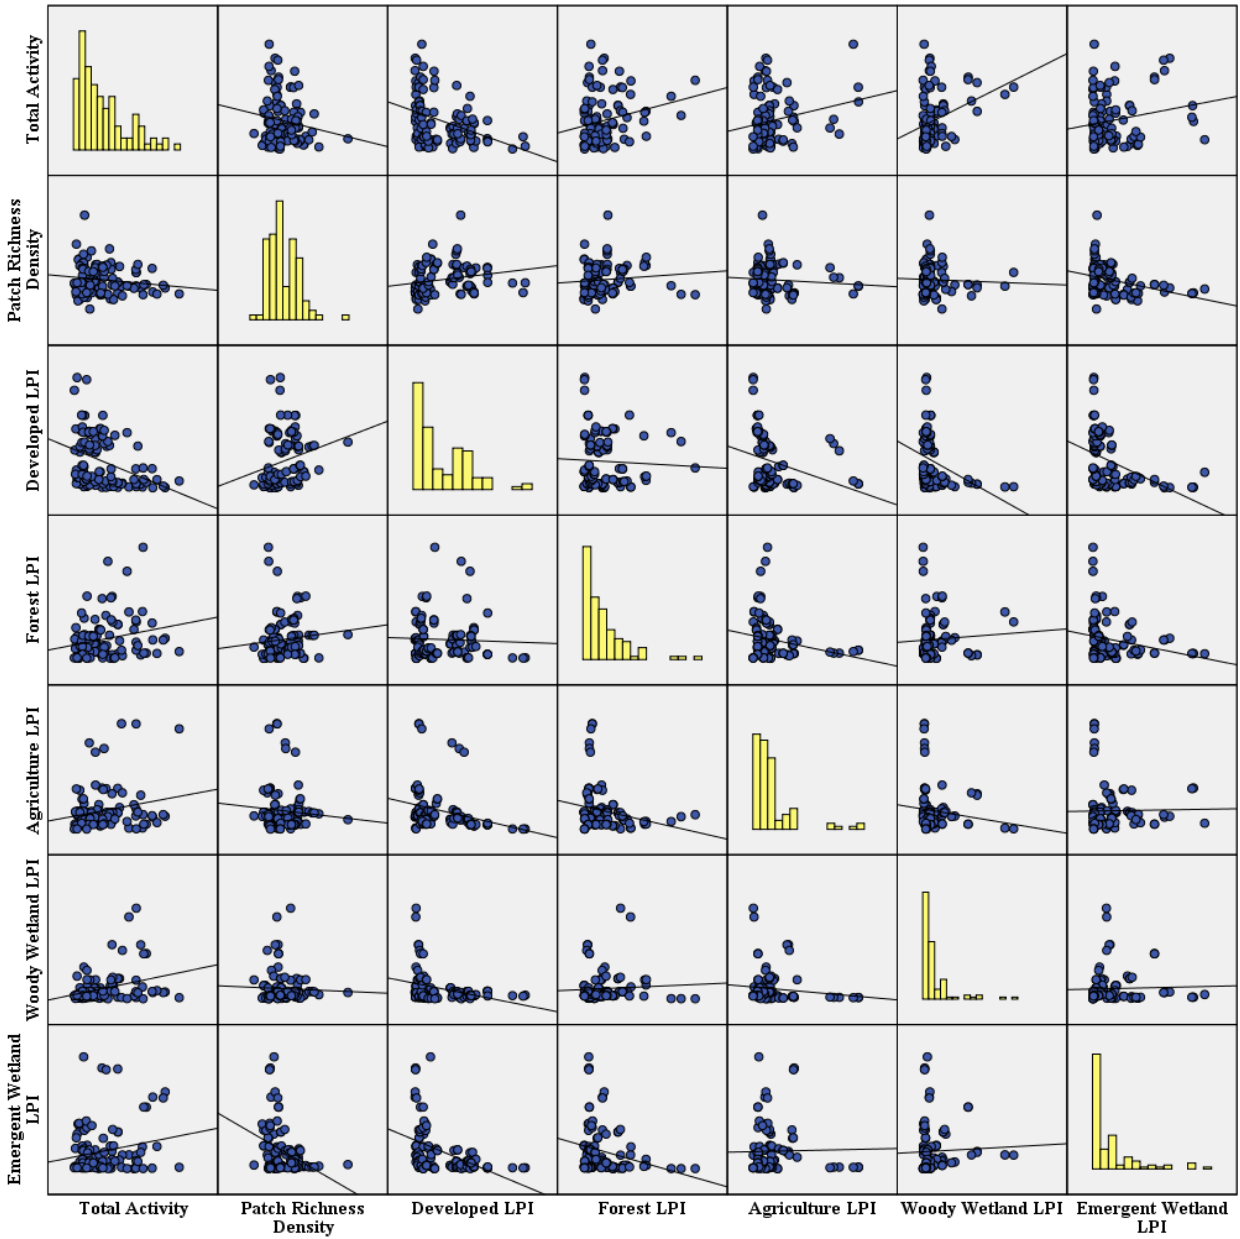 Total Activity
Patch Richness
Density
Developed LPI
Forest LPI
Agriculture LPI
Woody Wetland LPI
Emergent Wetland
LPI
Total Activity
Patch Richness
Density
Developed LPI
Forest LPI
Agriculture LPI
Woody Wetland LPI
Emergent Wetland
LPI